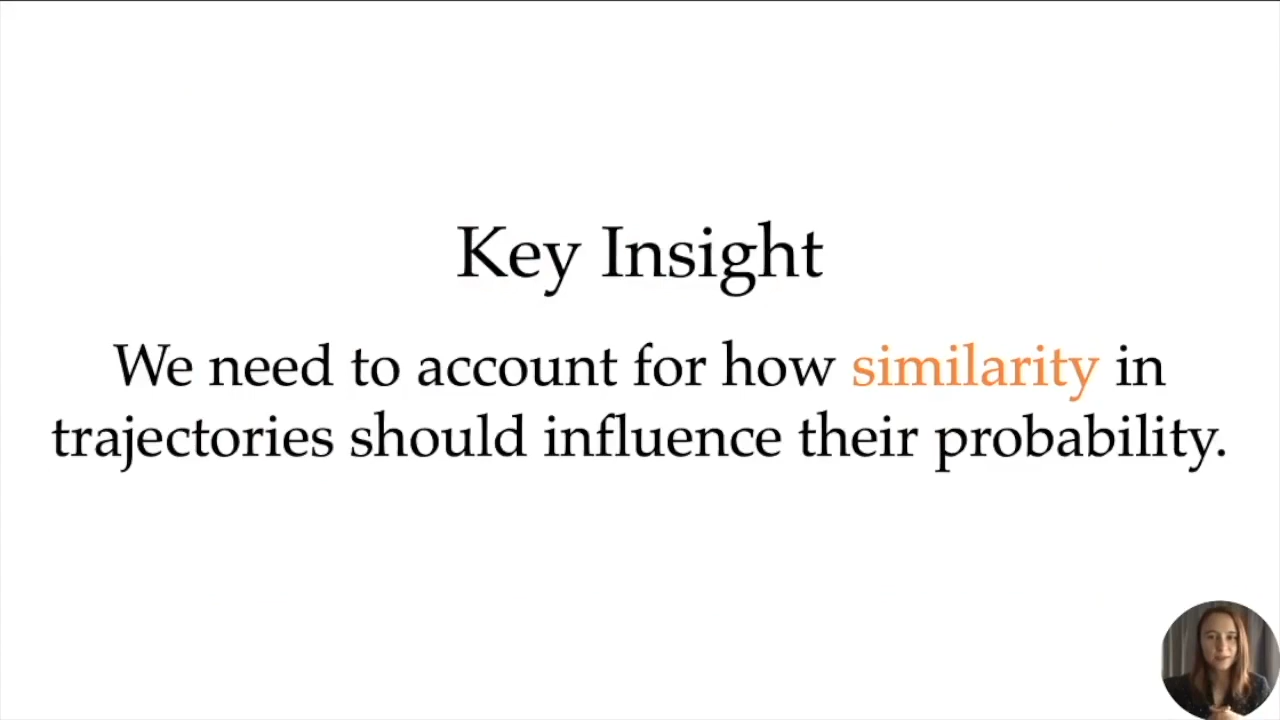 Key Insight
We need to account for how similarity in
trajectories should influence their probability.